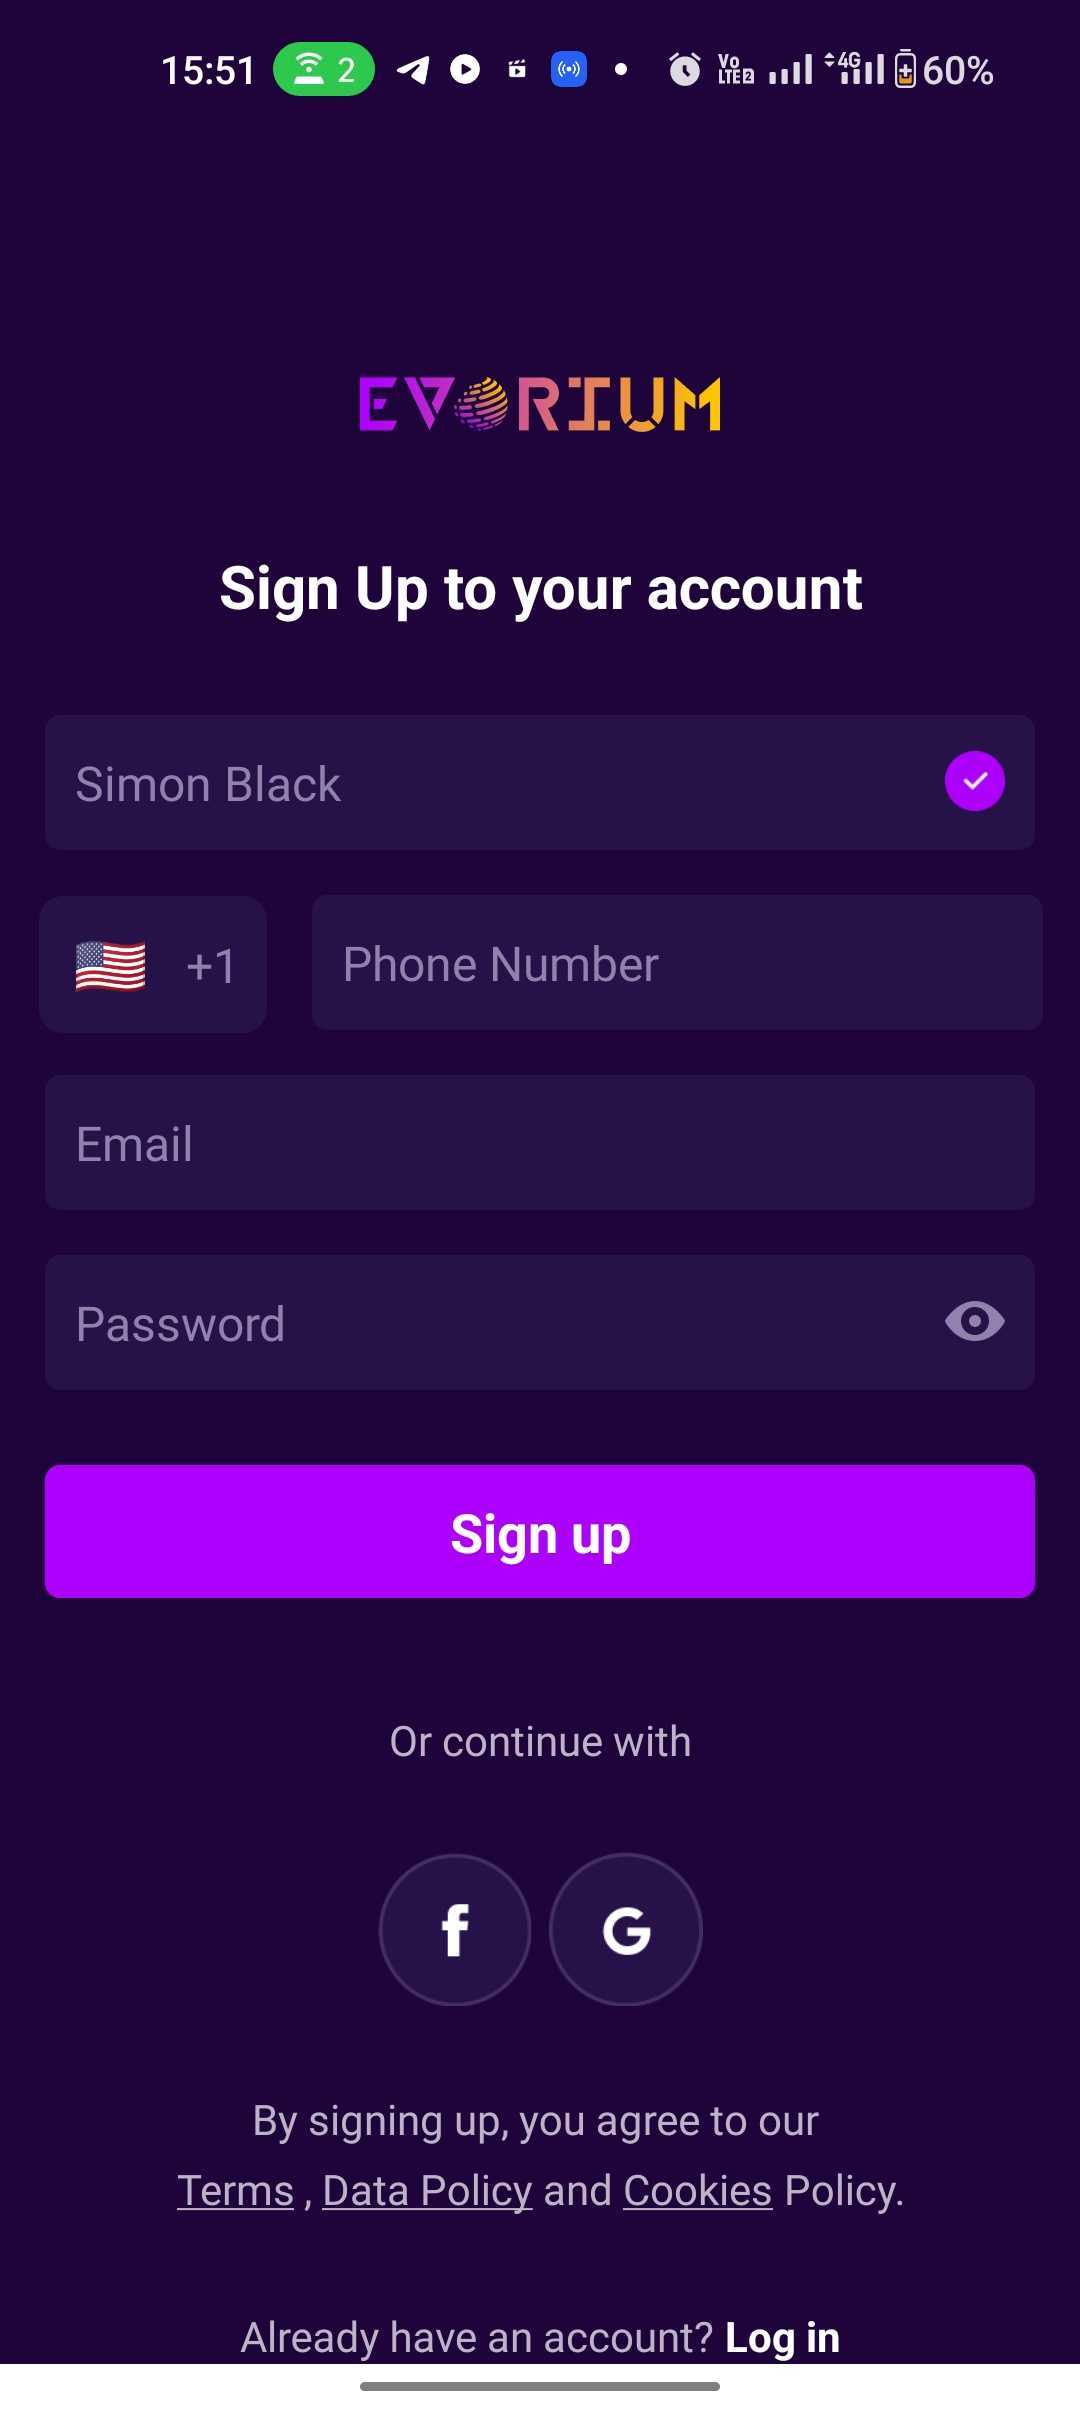 15:51 2 Vo LTE 2 4G 60%
EVORIUM
Sign Up to your account
Simon Black
+1 Phone Number
Email
Password
Sign up
Or continue with
f G
By signing up, you agree to our
Terms , Data Policy and Cookies Policy.
Already have an account? Log in